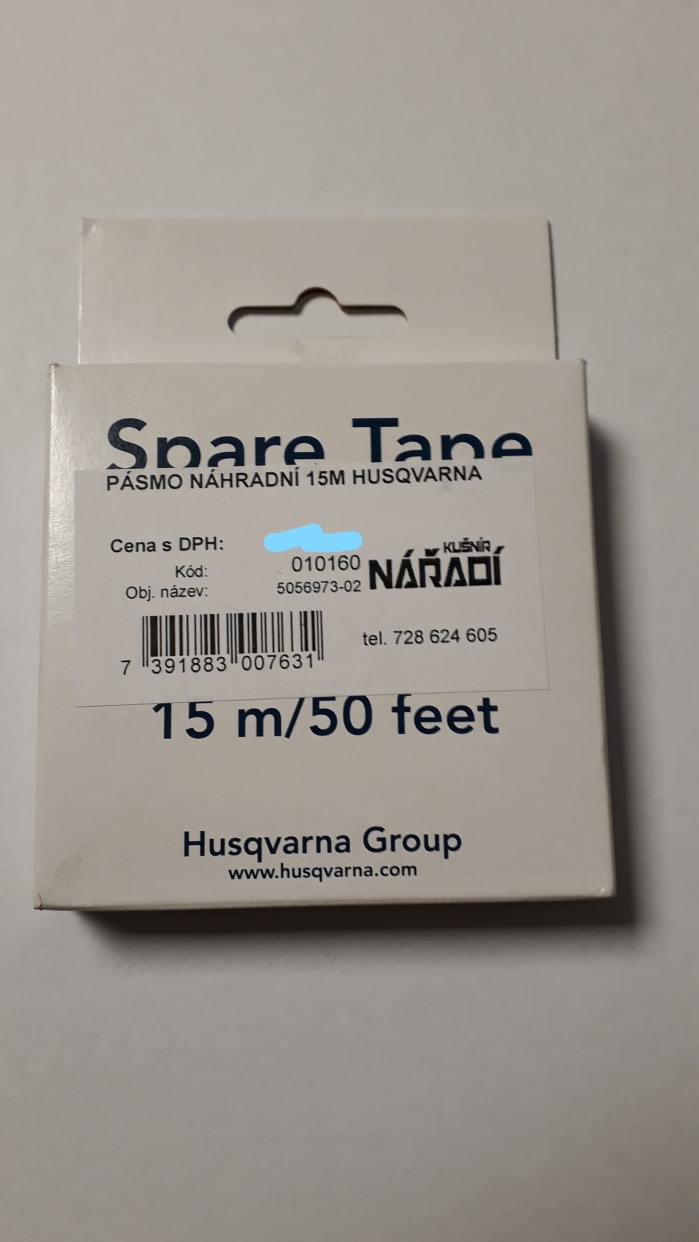 Spare Tape
PÁSMO NÁHRADNÍ 15M HUSQVARNA
Cena s DPH:
Kód: 010160
Obj. název: 5056973-02
KUŠNÍR
NÁŘADÍ
7 391883 007631
tel. 728 624 605
15 m/50 feet
Husqvarna Group
www.husqvarna.com